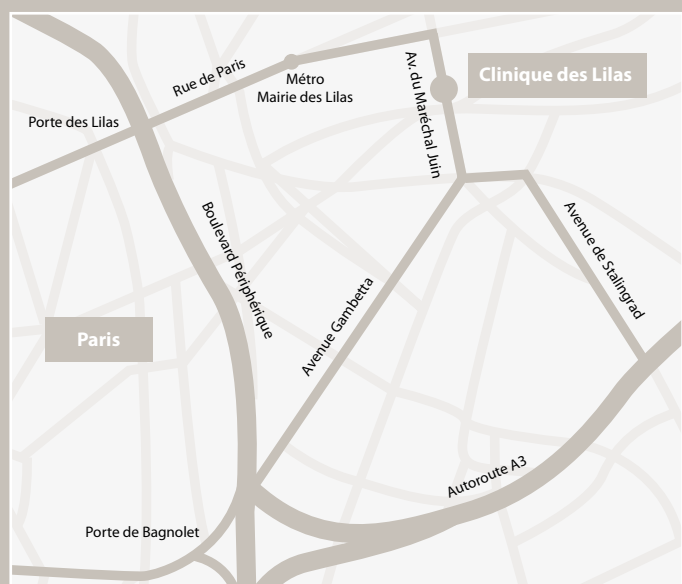 Rue de Paris
Métro
Mairie des Lilas
Av. du Maréchal Juin
Clinique des Lilas
Porte des Lilas
Boulevard Périphérique
Avenue de Stalingrad
Avenue Gambetta
Paris
Autoroute A3
Porte de Bagnolet